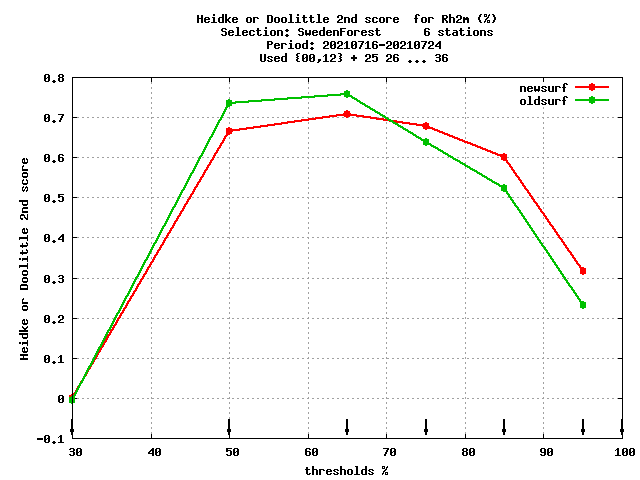 Heidke or Doolittle 2nd score  for Rh2m (%)
Selection: SwedenForest      6 stations
Period: 20210716-20210724
Used {00,12} + 25 26 ... 36
newsurf
oldsurf
0.8
0.7
0.6
0.5
0.4
0.3
0.2
0.1
0
-0.1
Heidke or Doolittle 2nd score
30 40 50 60 70 80 90 100
thresholds %